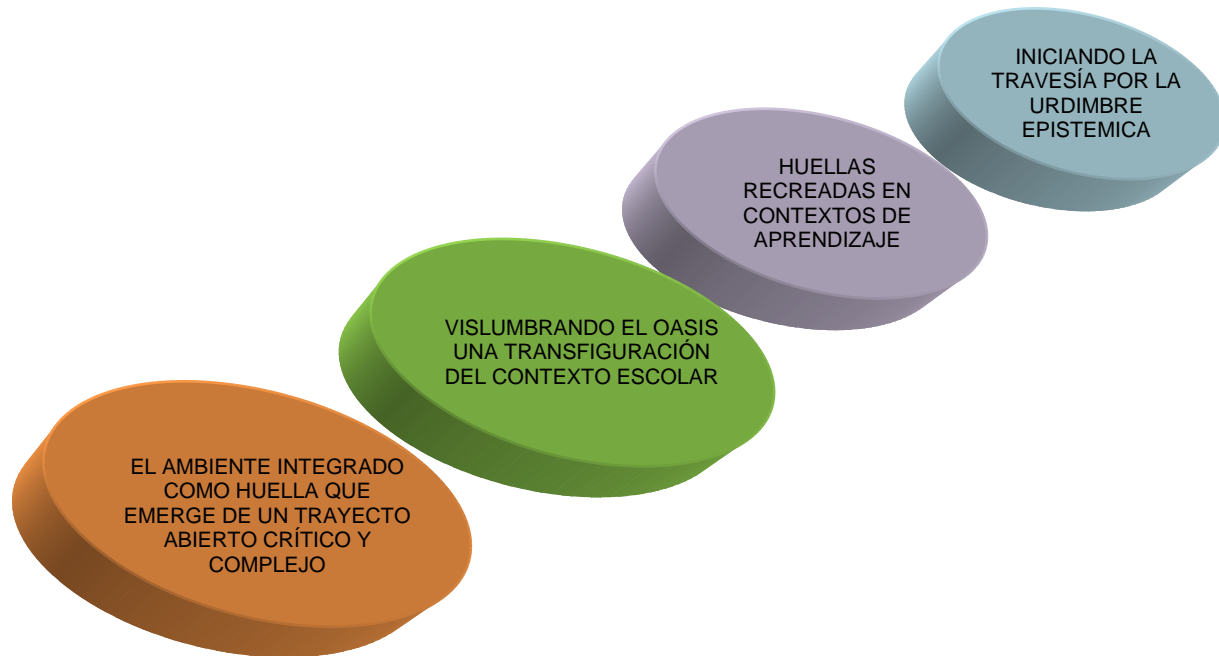 INICIANDO LA
TRAVESÍA POR LA
URDIMBRE
EPISTEMICA
HUELLAS
RECREADAS EN
CONTEXTOS DE
APRENDIZAJE
VISLUMBRANDO EL OASIS
UNA TRANSFIGURACIÓN
DEL CONTEXTO ESCOLAR
EL AMBIENTE INTEGRADO
COMO HUELLA QUE
EMERGE DE UN TRAYECTO
ABIERTO CRÍTICO Y
COMPLEJO